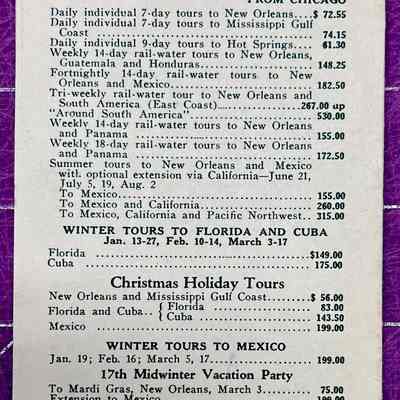 FROM CHICAGO
Daily individual 7-day tours to New Orleans....$ 72.55
Daily individual 7-day tours to Mississippi Gulf
Coast .................... 74.15
Daily individual 9-day tours to Hot Springs.... 61.30
Weekly 14-day rail-water tours to New Orleans,
Guatemala and Honduras.......... 148.25
Fortnightly 14-day rail-water tours to New
Orleans and Mexico.............. 182.50
Tri-weekly rail-water tour to New Orleans and
South America (East Coast)........267.00 up
"Around South America".............. 530.00
Weekly 14-day rail-water tours to New Orleans
and Panama .................... 155.00
Weekly 18-day rail-water tours to New Orleans
and Panama .................... 172.50
Summer tours to New Orleans and Mexico
with optional extension via California—June 21,
July 5, 19, Aug. 2
To Mexico...................... 155.00
To Mexico and California............ 260.00
To Mexico, California and Pacific Northwest.. 315.00
WINTER TOURS TO FLORIDA AND CUBA
Jan. 13-27, Feb. 10-14, March 3-17
Florida ..........................$149.00
Cuba ............................ 175.00
Christmas Holiday Tours
New Orleans and Mississippi Gulf Coast......$ 56.00
Florida and Cuba.. { Florida .............. 83.00
{ Cuba ................ 143.50
Mexico .......................... 199.00
WINTER TOURS TO MEXICO
Jan. 19; Feb. 16; March 5, 17............ 199.00
17th Midwinter Vacation Party
To Mardi Gras, New Orleans, March 3........ 75.00
Extension to Mexico